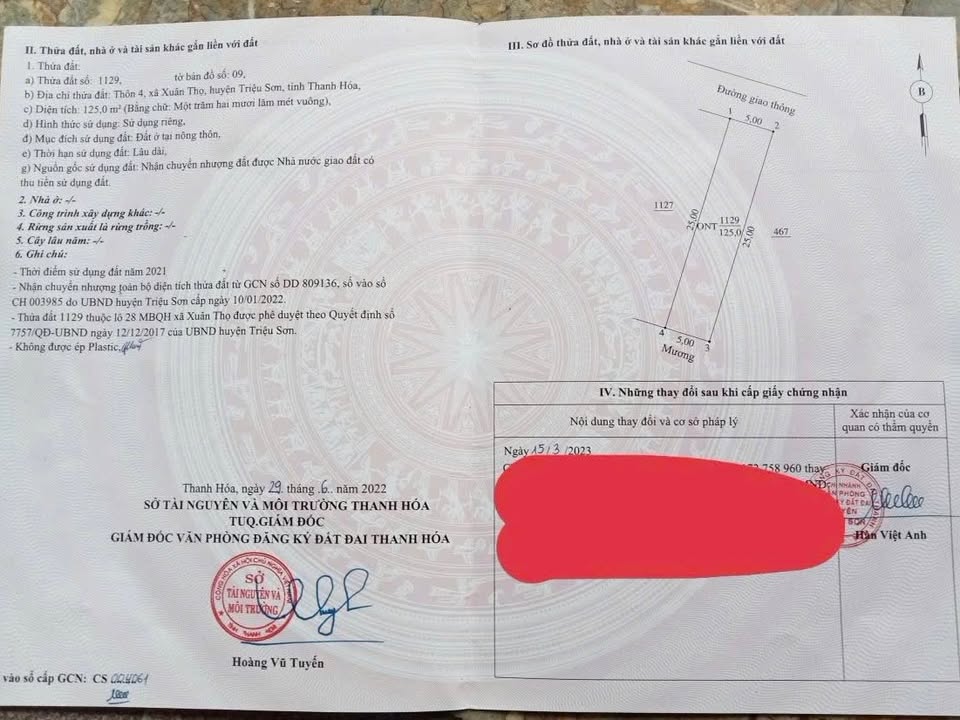 II. Thửa đất, nhà ở và tài sản khác gắn liền với đất
1. Thửa đất:
a) Thửa đất số: 1129, tờ bản đồ số: 09,
b) Địa chỉ thửa đất: Thôn 4, xã Xuân Thọ, huyện Triệu Sơn, tỉnh Thanh Hóa,
c) Diện tích: 125,0 m² (Bằng chữ: Một trăm hai mươi lăm mét vuông),
d) Hình thức sử dụng: Sử dụng riêng,
đ) Mục đích sử dụng đất: Đất ở tại nông thôn,
e) Thời hạn sử dụng đất: Lâu dài,
g) Nguồn gốc sử dụng đất: Nhận chuyển nhượng đất được Nhà nước giao đất có
thu tiền sử dụng đất.
2. Nhà ở: -/-
3. Công trình xây dựng khác: -/-
4. Rừng sản xuất là rừng trồng: -/-
5. Cây lâu năm: -/-
6. Ghi chú:
- Thời điểm sử dụng đất năm 2021
- Nhận chuyển nhượng toàn bộ diện tích thửa đất từ GCN số DD 809136, số vào sổ
CH 003985 do UBND huyện Triệu Sơn cấp ngày 10/01/2022.
- Thửa đất 1129 thuộc lô 28 MBQH xã Xuân Thọ được phê duyệt theo Quyết định số
7757/QĐ-UBND ngày 12/12/2017 của UBND huyện Triệu Sơn.
- Không được ép Plastic.
Thanh Hóa, ngày 29 tháng 6 năm 2022
SỞ TÀI NGUYÊN VÀ MÔI TRƯỜNG THANH HÓA
TUQ.GIÁM ĐỐC
GIÁM ĐỐC VĂN PHÒNG ĐĂNG KÝ ĐẤT ĐAI THANH HÓA
SỞ
TÀI NGUYÊN VÀ
MÔI TRƯỜNG
Hoàng Vũ Tuyến
vào sổ cấp GCN: CS
III. Sơ đồ thửa đất, nhà ở và tài sản khác gắn liền với đất
B
Đường giao thông
1 5,00 2
1127
25,00
ONT 1129
125,0
25,00
467
4 5,00 3
Mương
IV. Những thay đổi sau khi cấp giấy chứng nhận
Nội dung thay đổi và cơ sở pháp lý
Xác nhận của cơ
quan có thẩm quyền
Ngày 15/3/2023
758 960 thay
Giám đốc
Hàn Việt Anh